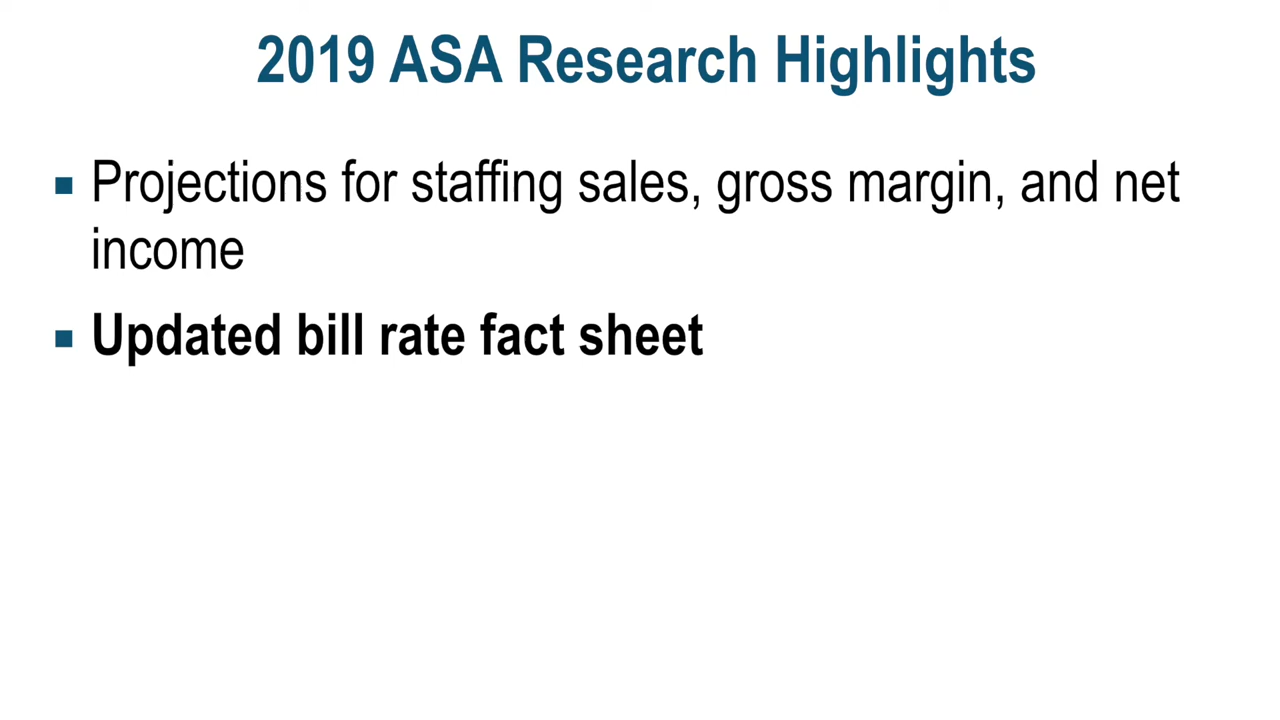 2019 ASA Research Highlights
Projections for staffing sales, gross margin, and net
income
Updated bill rate fact sheet